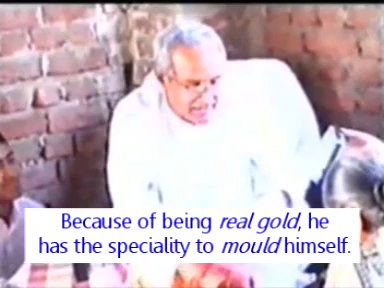 Because of being real gold, he
has the speciality to mould himself.